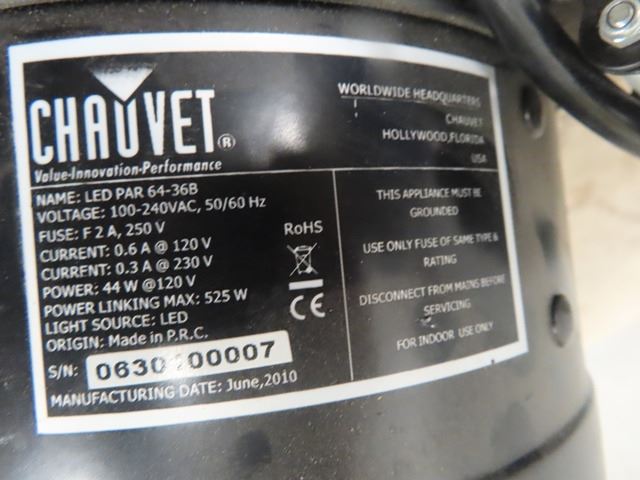 CHAUVET®
Value-Innovation-Performance
WORLDWIDE HEADQUARTERS
CHAUVET
HOLLYWOOD,FLORIDA
USA
NAME: LED PAR 64-36B
VOLTAGE: 100-240VAC, 50/60 Hz
FUSE: F 2 A, 250 V
CURRENT: 0.6 A @ 120 V
CURRENT: 0.3 A @ 230 V
POWER: 44 W @120 V
POWER LINKING MAX: 525 W
LIGHT SOURCE: LED
ORIGIN: Made in P.R.C.
S/N:
MANUFACTURING DATE: June,2010
RoHS
CE
THIS APPLIANCE MUST BE
GROUNDED
USE ONLY FUSE OF SAME TYPE &
RATING
DISCONNECT FROM MAINS BEFORE
SERVICING
FOR INDOOR USE ONLY